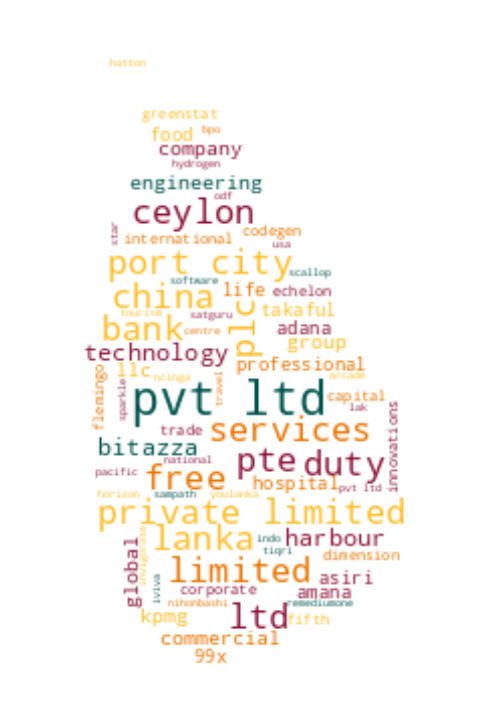 hatton
greenstat
food bpo
company
hydrogen
engineering
odf
ceylon
star international codegen
usa
port city
scallop
software
china life echelon
tourism satguru plc takaful
bank centre adana
group
technology
professional
llc ncinga arcade
flamingo sparkle travel
pvt ltd capital
lak
trade services innovations
bitazza
national pte duty
pacific
free hospital pvt ltd
horizon sampath youlanka
private limited
lanka indo harbour
invigorate tiqri dimension
global limited asiri
iviva corporate amana
nihonbashi remediumone
kpmg ltd fifth
commercial
99x